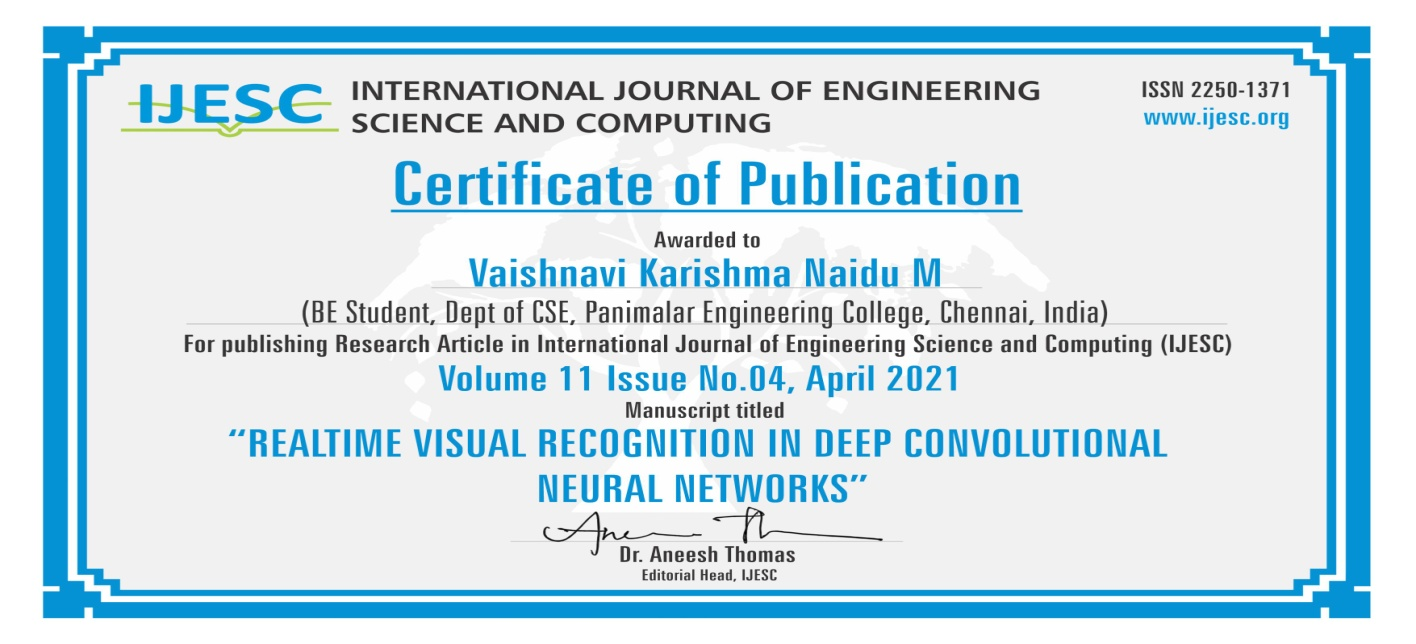 IJESC
INTERNATIONAL JOURNAL OF ENGINEERING
SCIENCE AND COMPUTING
ISSN 2250-1371
www.ijesc.org
Certificate of Publication
Awarded to
Vaishnavi Karishma Naidu M
(BE Student, Dept of CSE, Panimalar Engineering College, Chennai, India)
For publishing Research Article in International Journal of Engineering Science and Computing (IJESC)
Volume 11 Issue No.04, April 2021
Manuscript titled
“REALTIME VISUAL RECOGNITION IN DEEP CONVOLUTIONAL
NEURAL NETWORKS”
Dr. Aneesh Thomas
Editorial Head, IJESC